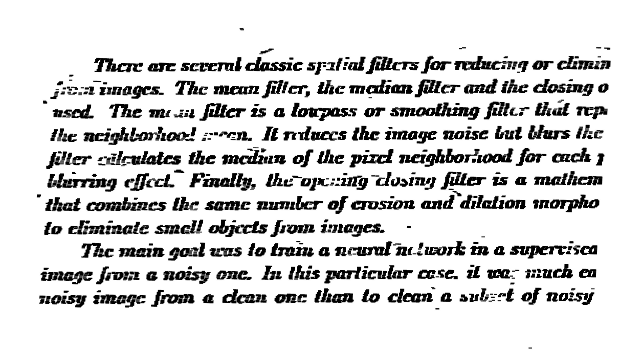 There are several classic spatial filters for reducing or elimin
from images. The mean filter, the median filter and the closing o
used. The mean filter is a lowpass or smoothing filter that rep
the neighborhood mean. It reduces the image noise but blurs the
filter calculates the median of the pixel neighborhood for each
blurring effect. Finally, the opening closing filter is a mathem
that combines the same number of erosion and dilation morpho
to eliminate small objects from images.
The main goal was to train a neural network in a supervised
image from a noisy one. In this particular case, it was much ea
noisy image from a clean one than to clean a subset of noisy